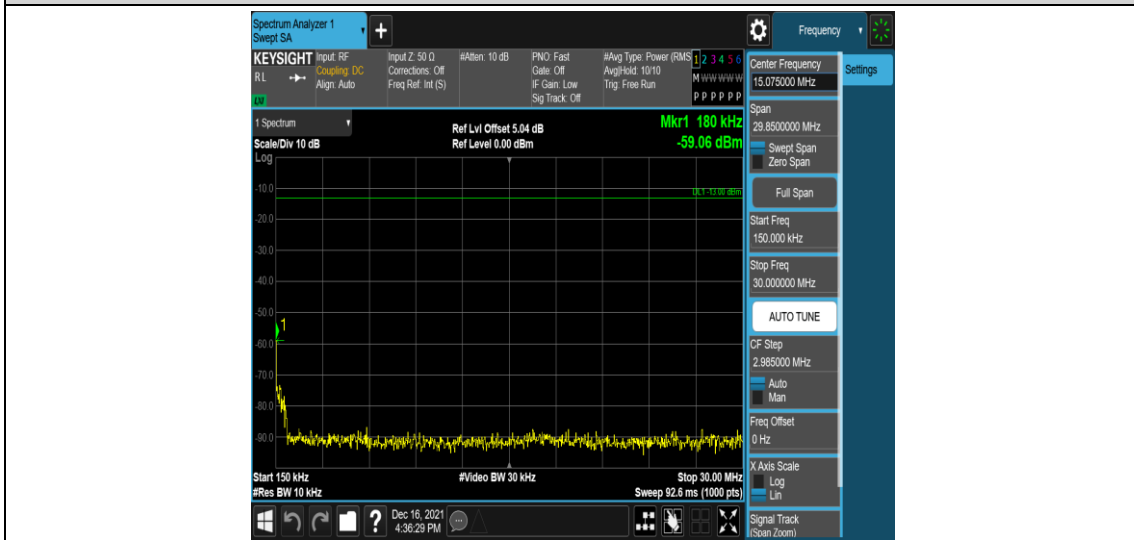 Spectrum Analyzer 1
Swept SA
+
Frequency
KEYSIGHT
RL
Input: RF
Coupling: DC
Align: Auto
Input Z: 50 Ω
Corrections: Off
Freq Ref: Int (S)
#Atten: 10 dB
PNO: Fast
Gate: Off
IF Gain: Low
Sig Track: Off
#Avg Type: Power (RMS
Avg|Hold: 10/10
Trig: Free Run
1 2 3 4 5 6
M W W W W W
P P P P P P
1 Spectrum
Scale/Div 10 dB
Log
Ref Lvl Offset 5.04 dB
Ref Level 0.00 dBm
Mkr1 180 kHz
-59.06 dBm
DL1 -13.00 dBm
-10.0
-20.0
-30.0
-40.0
-50.0
1
-60.0
-70.0
-80.0
-90.0
Start 150 kHz
#Res BW 10 kHz
#Video BW 30 kHz
Stop 30.00 MHz
Sweep 92.6 ms (1000 pts)
Center Frequency
15.075000 MHz
Settings
Span
29.8500000 MHz
Swept Span
Zero Span
Full Span
Start Freq
150.000 kHz
Stop Freq
30.000000 MHz
AUTO TUNE
CF Step
2.985000 MHz
Auto
Man
Freq Offset
0 Hz
X Axis Scale
Log
Lin
Signal Track
(Span Zoom)
?
Dec 16, 2021
4:36:29 PM